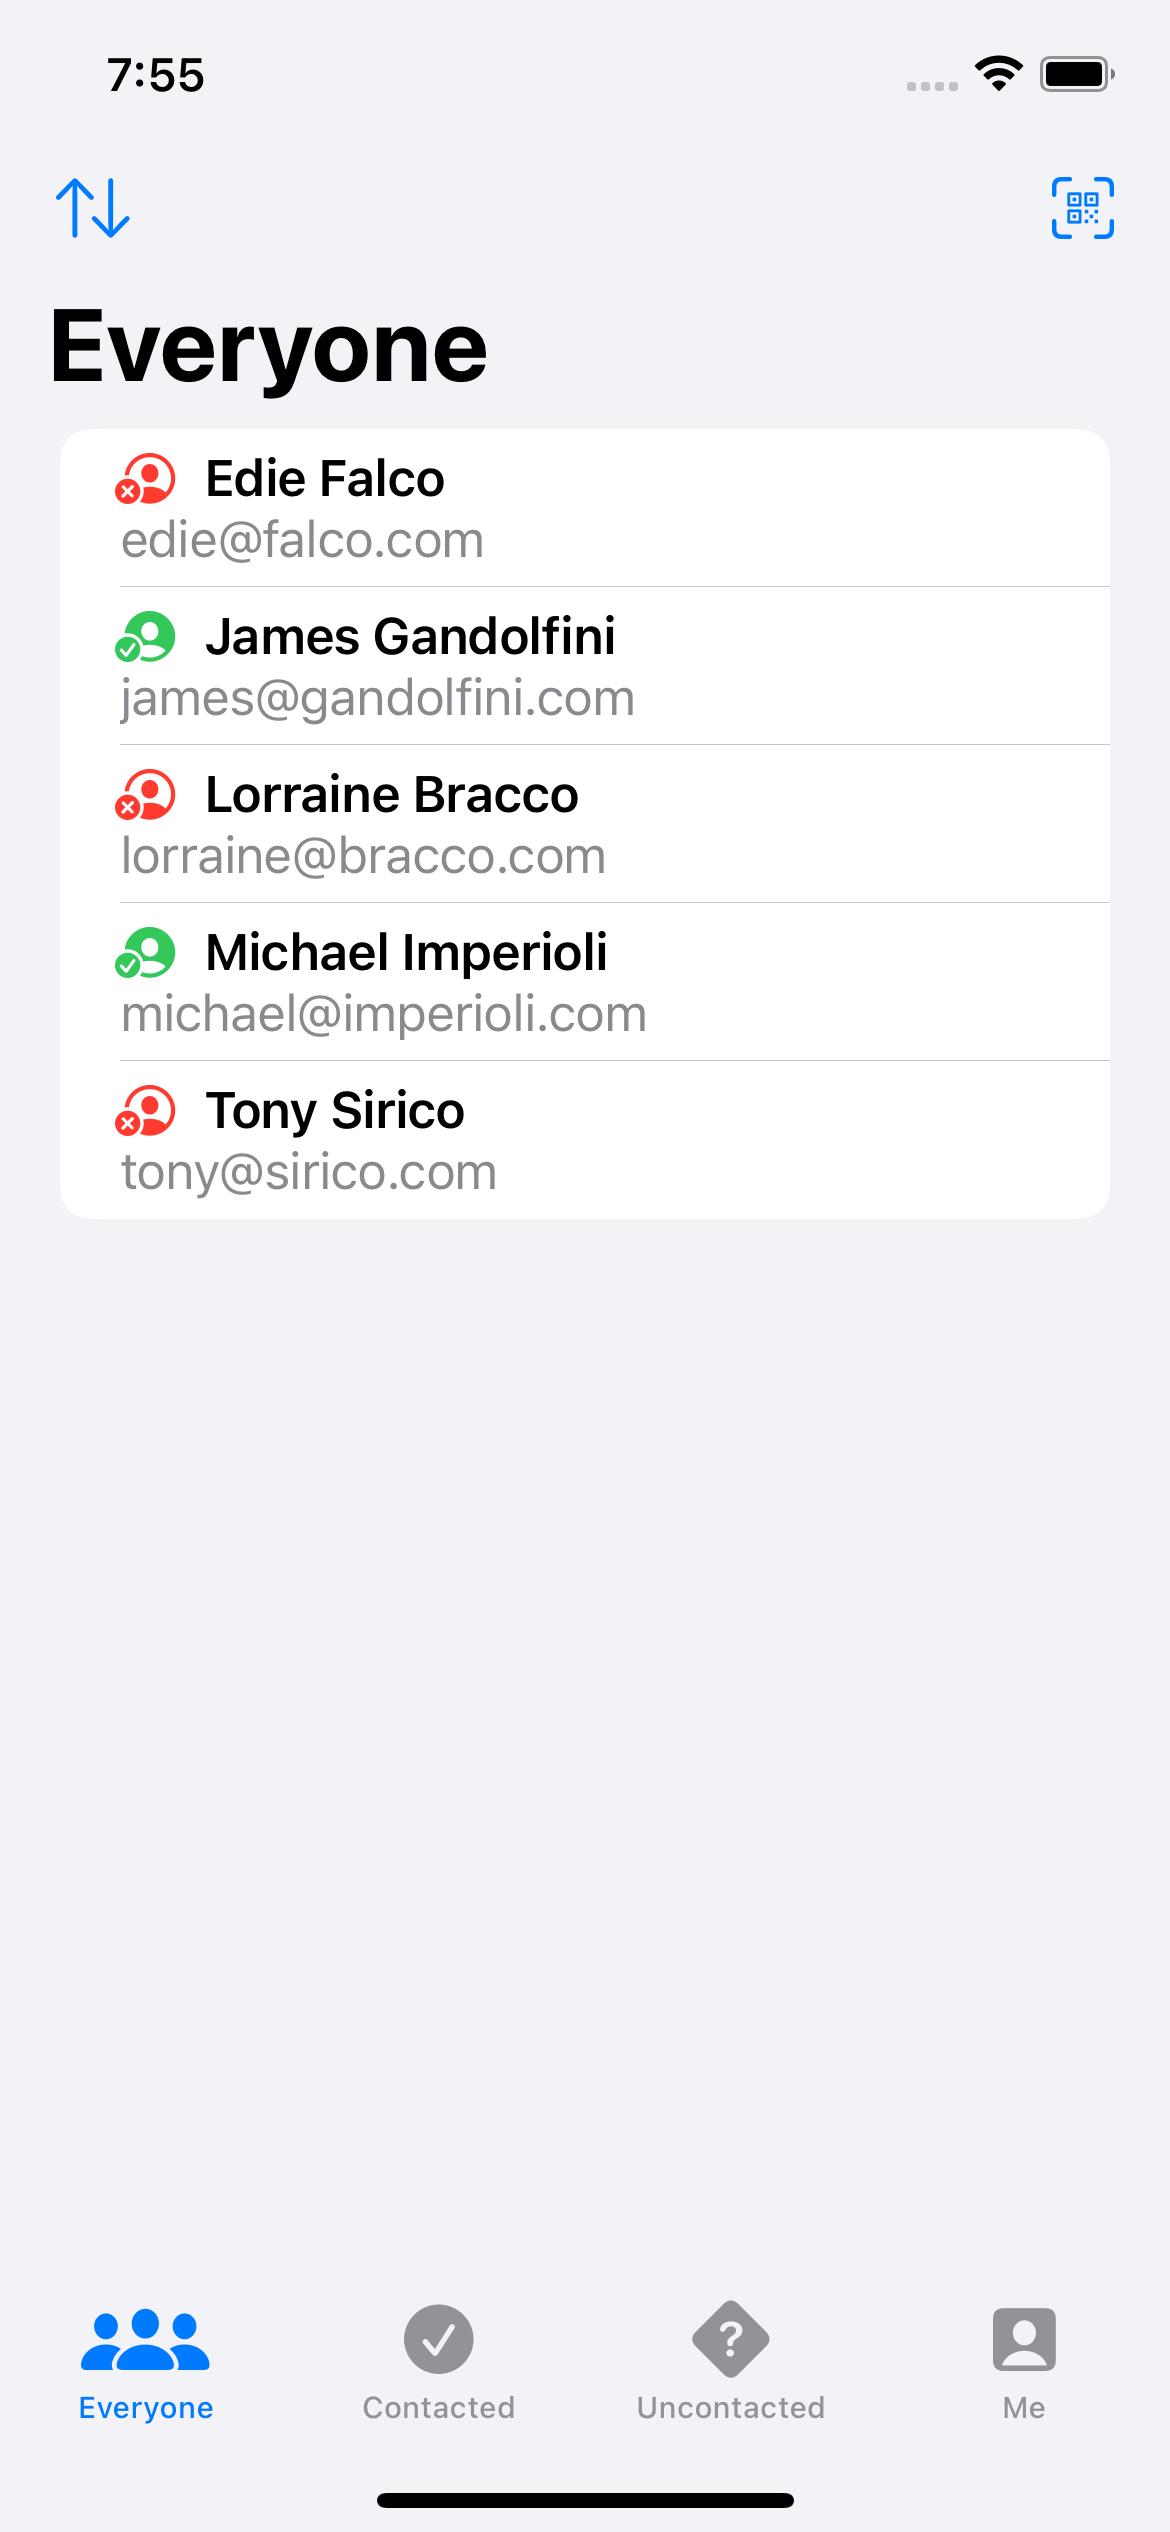 7:55
Everyone
Edie Falco
edie@falco.com
James Gandolfini
james@gandolfini.com
Lorraine Bracco
lorraine@bracco.com
Michael Imperioli
michael@imperioli.com
Tony Sirico
tony@sirico.com
Everyone
Contacted
Uncontacted
Me